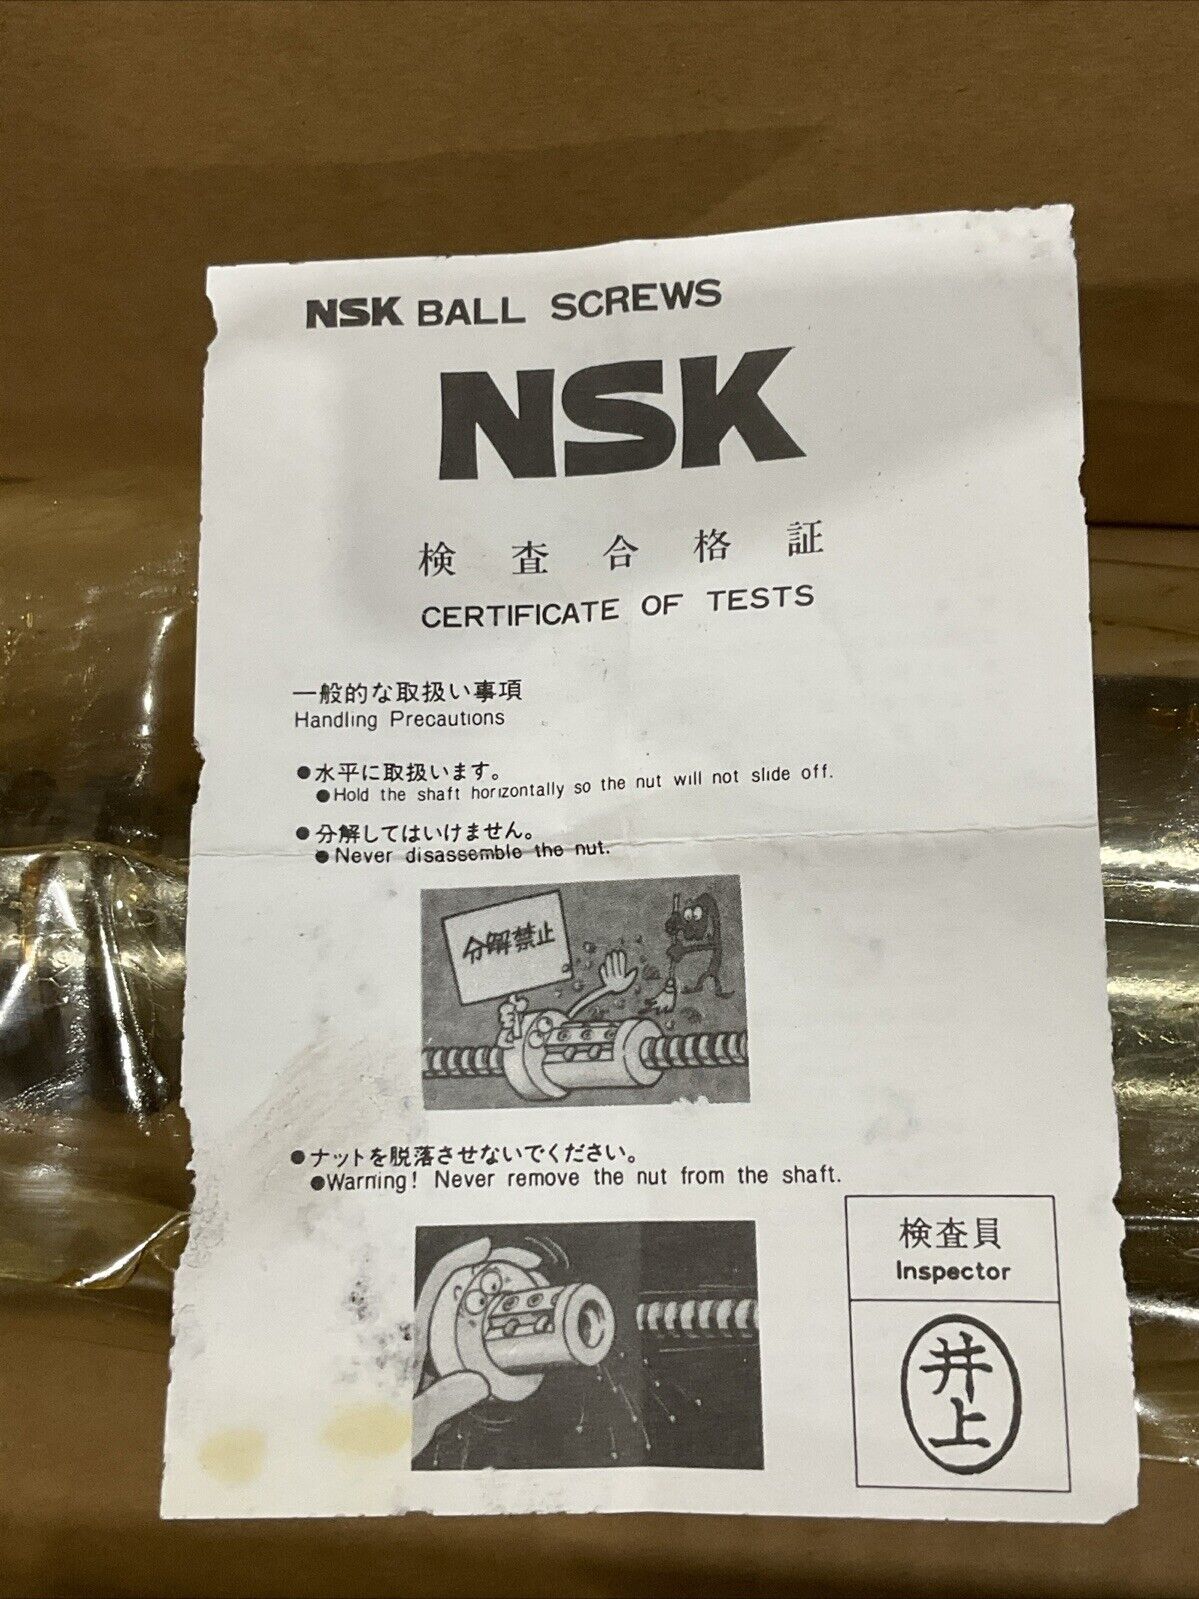 NSK BALL SCREWS
NSK
検査合格証
CERTIFICATE OF TESTS
一般的な取扱い事項
Handling Precautions
●水平に取扱います。
●Hold the shaft horizontally so the nut will not slide off.
●分解してはいけません。
●Never disassemble the nut.
分解禁止
●ナットを脱落させないでください。
●Warning! Never remove the nut from the shaft.
検査員
Inspector
井上